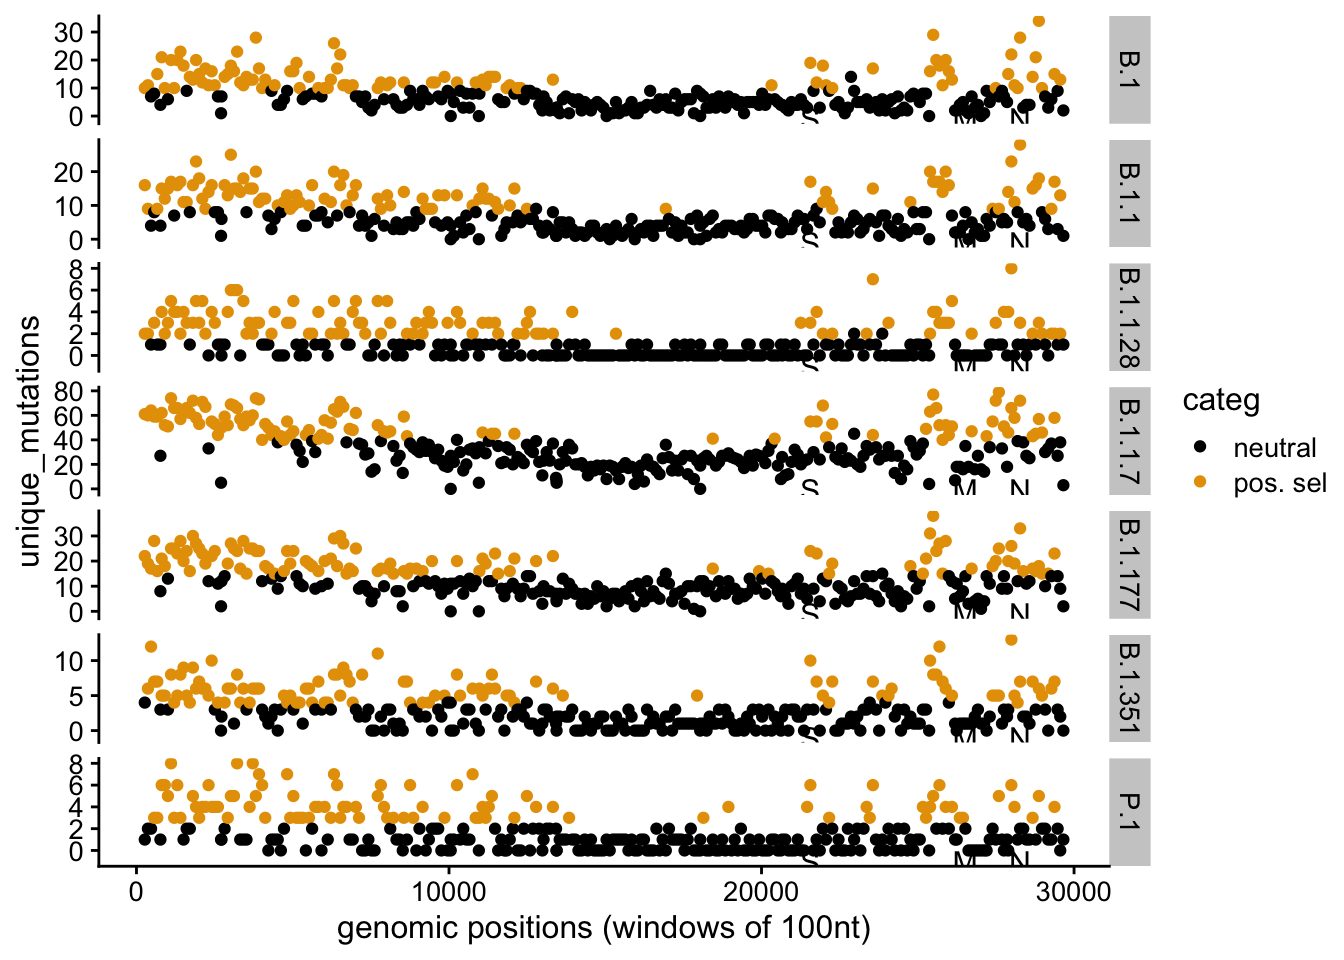 30
20
10
0
S
M
N
B.1
20
10
0
S
M
N
B.1.1
8
6
4
2
0
S
M
N
B.1.1.28
80
60
40
20
0
S
M
N
B.1.1.7
30
20
10
0
S
M
N
B.1.177
10
5
0
S
M
N
B.1.351
8
6
4
2
0
S
M
N
P.1
0
10000
20000
30000
genomic positions (windows of 100nt)
unique_mutations
categ
neutral
pos. sel